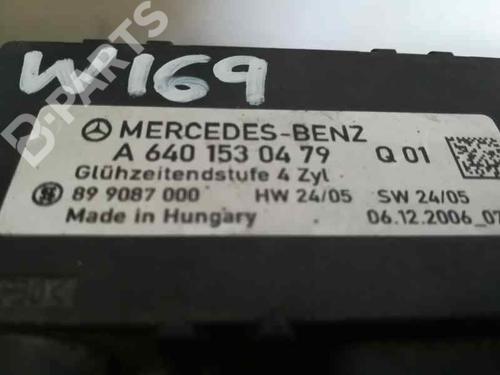 W169
B-PARTS
MERCEDES-BENZ
A 640 153 04 79 Q 01
Glühzeitendstufe 4 Zyl
89 9087 000 HW 24/05 SW 24/05
Made in Hungary 06.12.2006_07